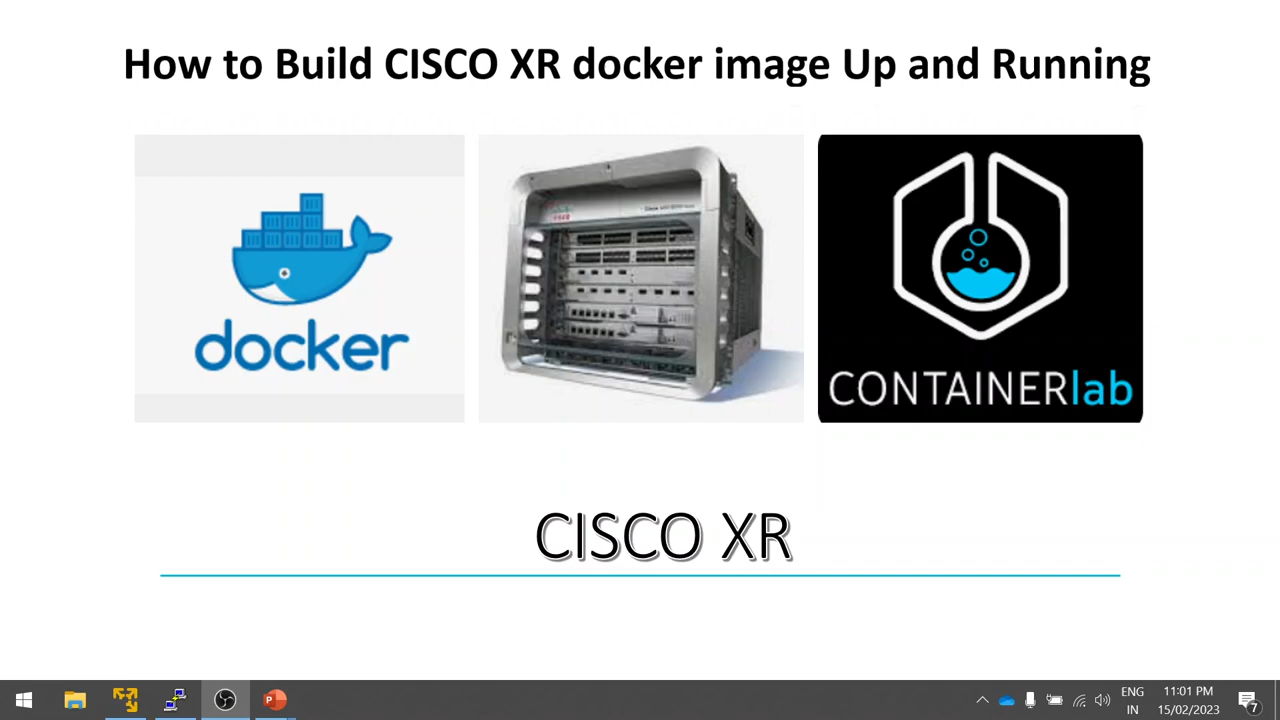 How to Build CISCO XR docker image Up and Running
docker
CONTAINERlab
CISCO XR
ENG
IN
11:01 PM
15/02/2023
7